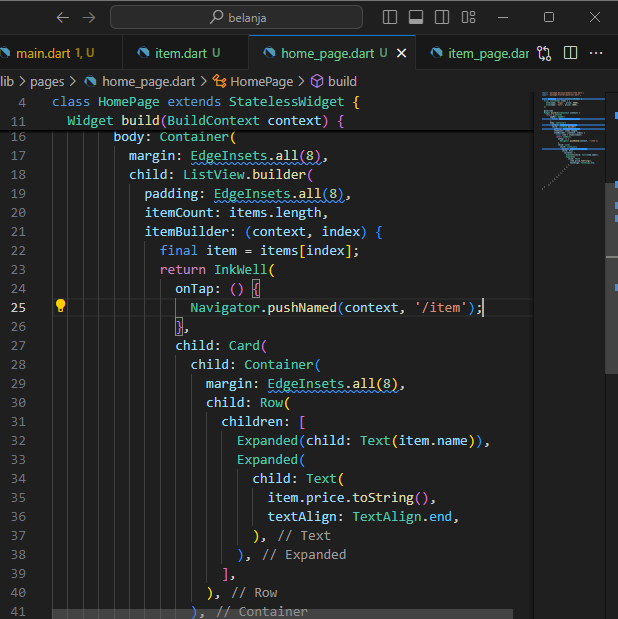 belanja
main.dart 1, U
item.dart U
home_page.dart U
item_page.dar
lib > pages > home_page.dart > HomePage > build
4 class HomePage extends StatelessWidget {
11 Widget build(BuildContext context) {
16 body: Container(
17 margin: EdgeInsets.all(8),
18 child: ListView.builder(
19 padding: EdgeInsets.all(8),
20 itemCount: items.length,
21 itemBuilder: (context, index) {
22 final item = items[index];
23 return InkWell(
24 onTap: () {
25 Navigator.pushNamed(context, '/item');
26 },
27 child: Card(
28 child: Container(
29 margin: EdgeInsets.all(8),
30 child: Row(
31 children: [
32 Expanded(child: Text(item.name)),
33 Expanded(
34 child: Text(
35 item.price.toString(),
36 textAlign: TextAlign.end,
37 ), // Text
38 ), // Expanded
39 ],
40 ), // Row
41 ), // Container